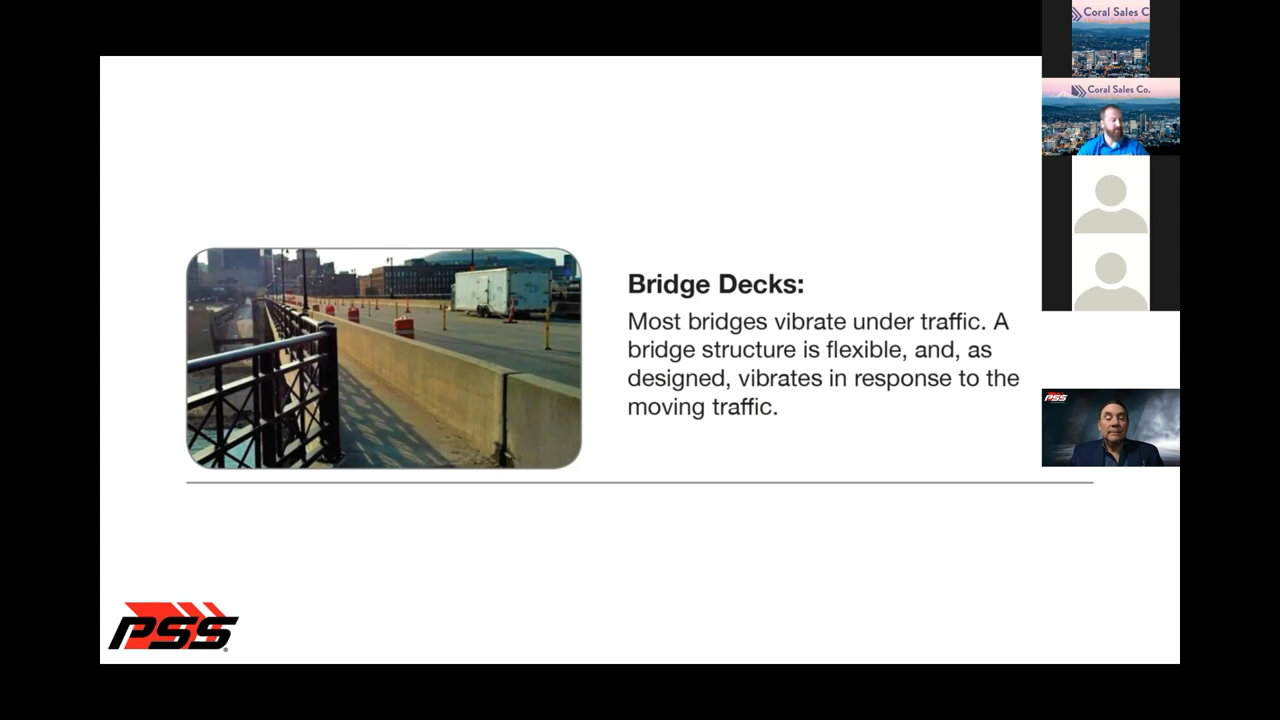 Coral Sales C
Coral Sales Co.
Bridge Decks:
Most bridges vibrate under traffic. A
bridge structure is flexible, and, as
designed, vibrates in response to the
moving traffic.
PSS
PSS®